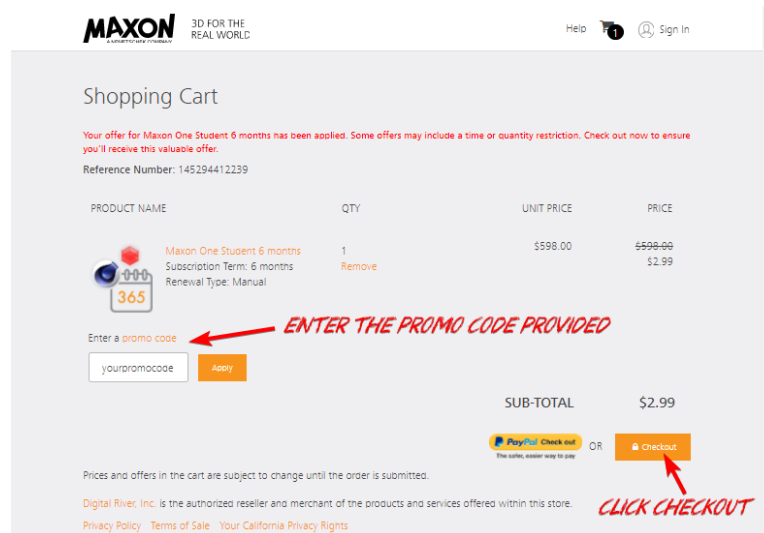 MAXON
A NEMETSCHEK COMPANY
3D FOR THE
REAL WORLD
Help
1
Sign In
Shopping Cart
Your offer for Maxon One Student 6 months has been applied. Some offers may include a time or quantity restriction. Check out now to ensure
you'll receive this valuable offer.
Reference Number: 145294412239
PRODUCT NAME QTY UNIT PRICE PRICE
Maxon One Student 6 months 1 $598.00 $598.00
Subscription Term: 6 months Remove $2.99
Renewal Type: Manual
365
ENTER THE PROMO CODE PROVIDED
Enter a promo code
yourpromocode Apply
SUB-TOTAL $2.99
PayPal Check out OR Checkout
The safer, easier way to pay
Prices and offers in the cart are subject to change until the order is submitted.
Digital River, Inc. is the authorized reseller and merchant of the products and services offered within this store.
CLICK CHECKOUT
Privacy Policy Terms of Sale Your California Privacy Rights